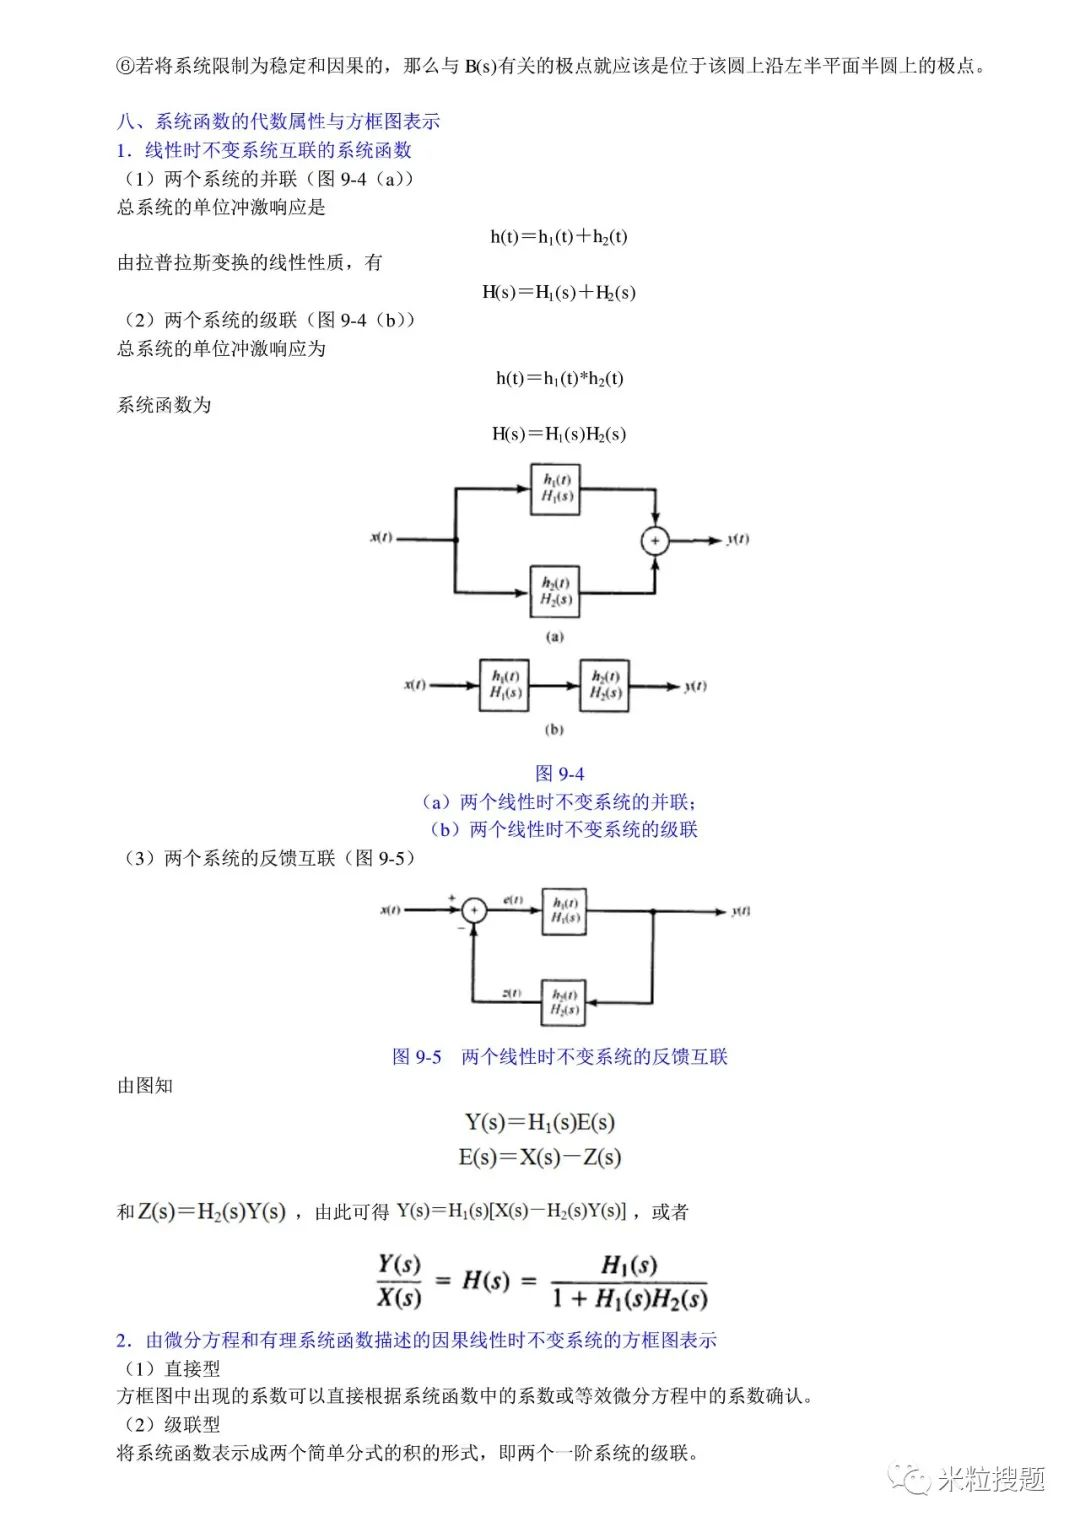 ⑥若将系统限制为稳定和因果的，那么与 B(s)有关的极点就应该是位于该圆上沿左半平面半圆上的极点。
八、系统函数的代数属性与方框图表示
1．线性时不变系统互联的系统函数
（1）两个系统的并联（图 9-4（a））
总系统的单位冲激响应是
h(t)＝h₁(t)＋h₂(t)
由拉普拉斯变换的线性性质，有
H(s)＝H₁(s)＋H₂(s)
（2）两个系统的级联（图 9-4（b））
总系统的单位冲激响应为
h(t)＝h₁(t)*h₂(t)
系统函数为
H(s)＝H₁(s)H₂(s)
h₁(t)
H₁(s)
x(t)
+
y(t)
h₂(t)
H₂(s)
(a)
x(t)
h₁(t)
H₁(s)
h₂(t)
H₂(s)
y(t)
(b)
图 9-4
（a）两个线性时不变系统的并联；
（b）两个线性时不变系统的级联
（3）两个系统的反馈互联（图 9-5）
x(t)
+
+
−
e(t)
h₁(t)
H₁(s)
y(t)
z(t)
h₂(t)
H₂(s)
图 9-5　两个线性时不变系统的反馈互联
由图知
Y(s)＝H₁(s)E(s)
E(s)＝X(s)－Z(s)
和 Z(s)＝H₂(s)Y(s) ，由此可得 Y(s)＝H₁(s)[X(s)－H₂(s)Y(s)] ，或者
Y(s)/X(s) = H(s) = H₁(s)/(1 + H₁(s)H₂(s))
2．由微分方程和有理系统函数描述的因果线性时不变系统的方框图表示
（1）直接型
方框图中出现的系数可以直接根据系统函数中的系数或等效微分方程中的系数确认。
（2）级联型
将系统函数表示成两个简单分式的积的形式，即两个一阶系统的级联。
米粒搜题